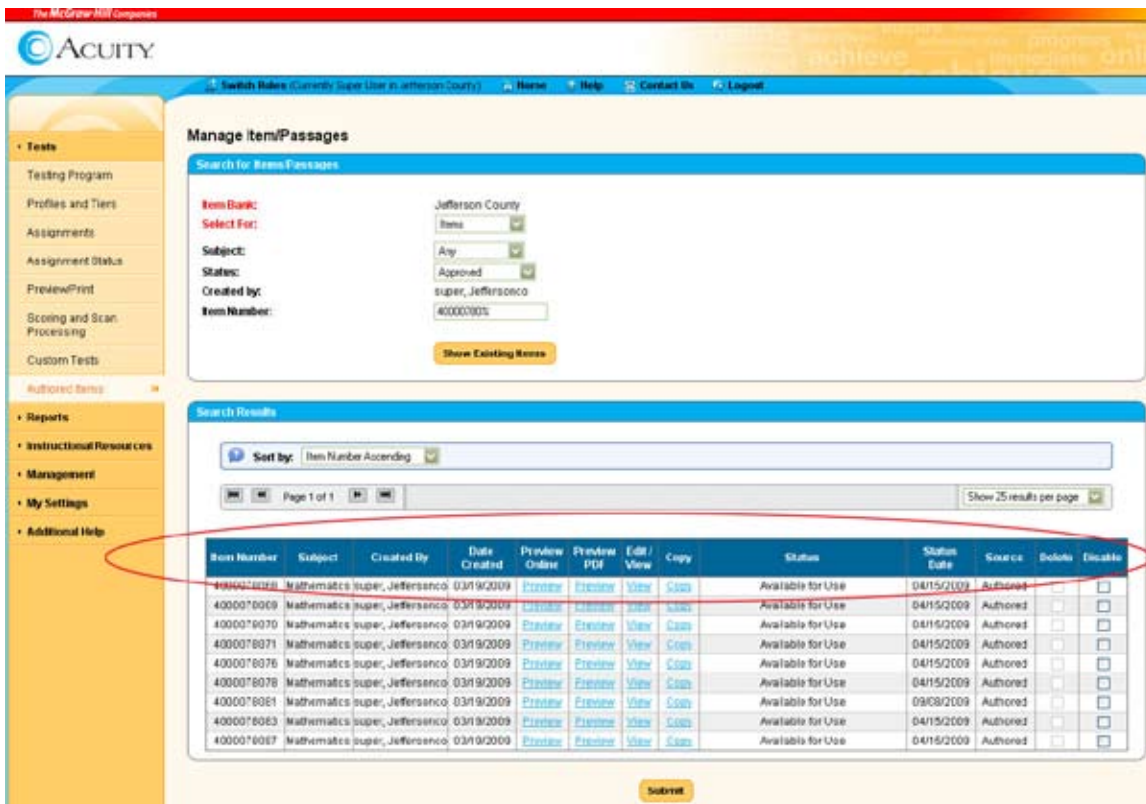 The McGraw-Hill Companies
ACUITY
achieve
progress
immediate
Switch Roles (Currently Super User in Jefferson County) Home Help Contact Us Logout
Tests
Testing Program
Profiles and Tiers
Assignments
Assignment Status
Preview/Print
Scoring and Scan
Processing
Custom Tests
Authored Items
Reports
Instructional Resources
Management
My Settings
Additional Help
Manage Item/Passages
Search for Items/Passages
Item Bank: Jefferson County
Select For: Items
Subject: Any
Status: Approved
Created by: super, Jeffersonco
Item Number: 40000780%
Show Existing Items
Search Results
Sort by: Item Number Ascending
Page 1 of 1 Show 25 results per page
Item Number Subject Created By Date Created Preview Online Preview PDF Edit / View Copy Status Status Date Source Delete Disable
4000078068 Mathematics super, Jeffersonco 03/19/2009 Preview Preview View Copy Available for Use 04/15/2009 Authored
4000078069 Mathematics super, Jeffersonco 03/19/2009 Preview Preview View Copy Available for Use 04/15/2009 Authored
4000078070 Mathematics super, Jeffersonco 03/19/2009 Preview Preview View Copy Available for Use 04/15/2009 Authored
4000078071 Mathematics super, Jeffersonco 03/19/2009 Preview Preview View Copy Available for Use 04/15/2009 Authored
4000078076 Mathematics super, Jeffersonco 03/19/2009 Preview Preview View Copy Available for Use 04/15/2009 Authored
4000078078 Mathematics super, Jeffersonco 03/19/2009 Preview Preview View Copy Available for Use 04/15/2009 Authored
4000078081 Mathematics super, Jeffersonco 03/19/2009 Preview Preview View Copy Available for Use 09/08/2009 Authored
4000078083 Mathematics super, Jeffersonco 03/19/2009 Preview Preview View Copy Available for Use 04/15/2009 Authored
4000078087 Mathematics super, Jeffersonco 03/19/2009 Preview Preview View Copy Available for Use 04/15/2009 Authored
Submit